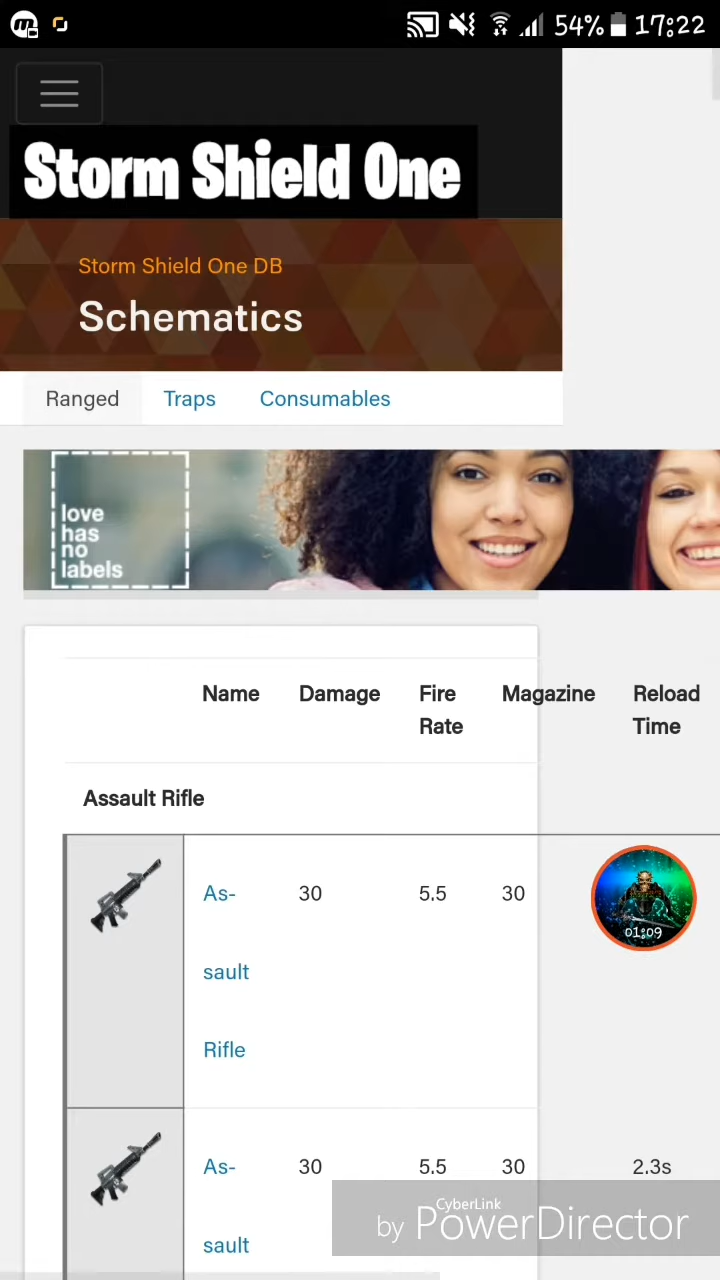 54% 17:22
Storm Shield One
Storm Shield One DB
Schematics
Ranged Traps Consumables
love
has
no
labels
Name Damage Fire Rate Magazine Reload Time
Assault Rifle
As-
sault
Rifle
30 5.5 30
01:09
As-
sault
30 5.5 30 2.3s
by CyberLink PowerDirector